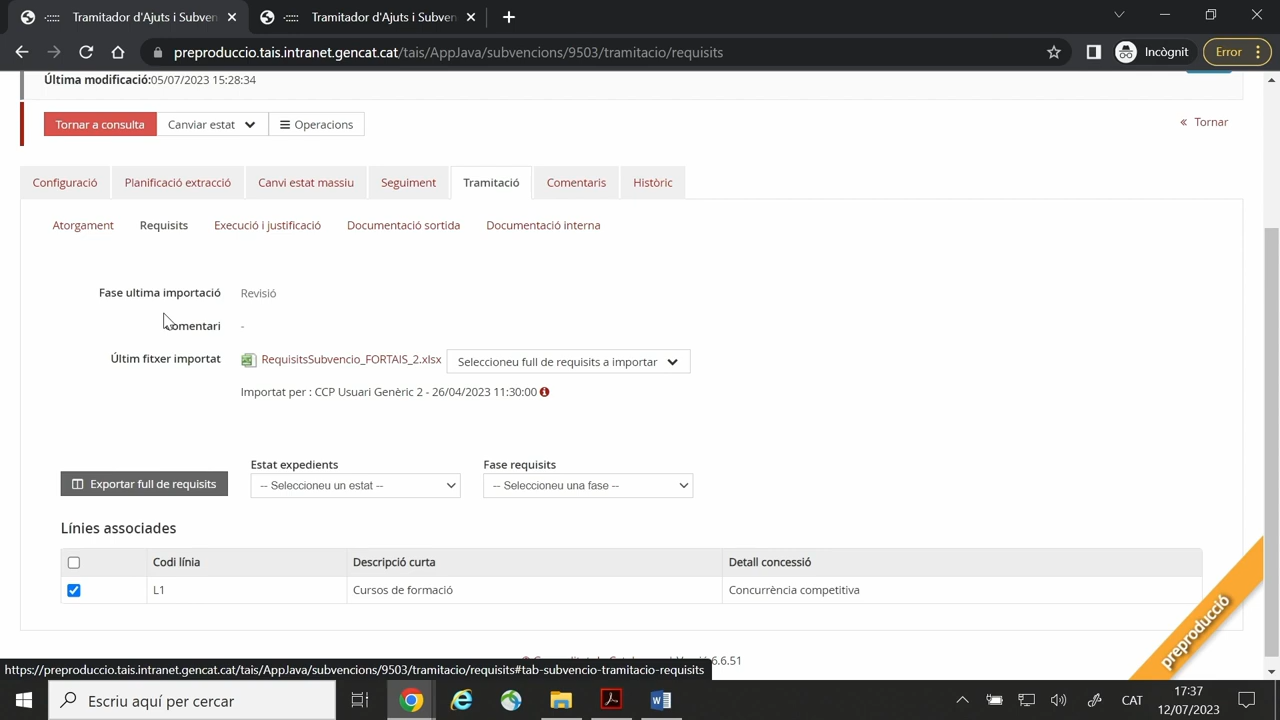 Tramitador d'Ajuts i Subven
Tramitador d'Ajuts i Subven
preproduccio.tais.intranet.gencat.cat/tais/AppJava/subvencions/9503/tramitacio/requisits
Incògnit
Error
Última modificació:05/07/2023 15:28:34
Tornar a consulta
Canviar estat
Operacions
« Tornar
Configuració
Planificació extracció
Canvi estat massiu
Seguiment
Tramitació
Comentaris
Històric
Atorgament
Requisits
Execució i justificació
Documentació sortida
Documentació interna
Fase ultima importació
Revisió
omentari
-
Últim fitxer importat
RequisitsSubvencio_FORTAIS_2.xlsx
Seleccioneu full de requisits a importar
Importat per : CCP Usuari Genèric 2 - 26/04/2023 11:30:00
Estat expedients
Fase requisits
Exportar full de requisits
-- Seleccioneu un estat --
-- Seleccioneu una fase --
Línies associades
Codi línia
Descripció curta
Detall concessió
L1
Cursos de formació
Concurrència competitiva
preproducció
6.6.51
https://preproduccio.tais.intranet.gencat.cat/tais/AppJava/subvencions/9503/tramitacio/requisits#tab-subvencio-tramitacio-requisits
Escriu aquí per cercar
CAT
17:37
12/07/2023